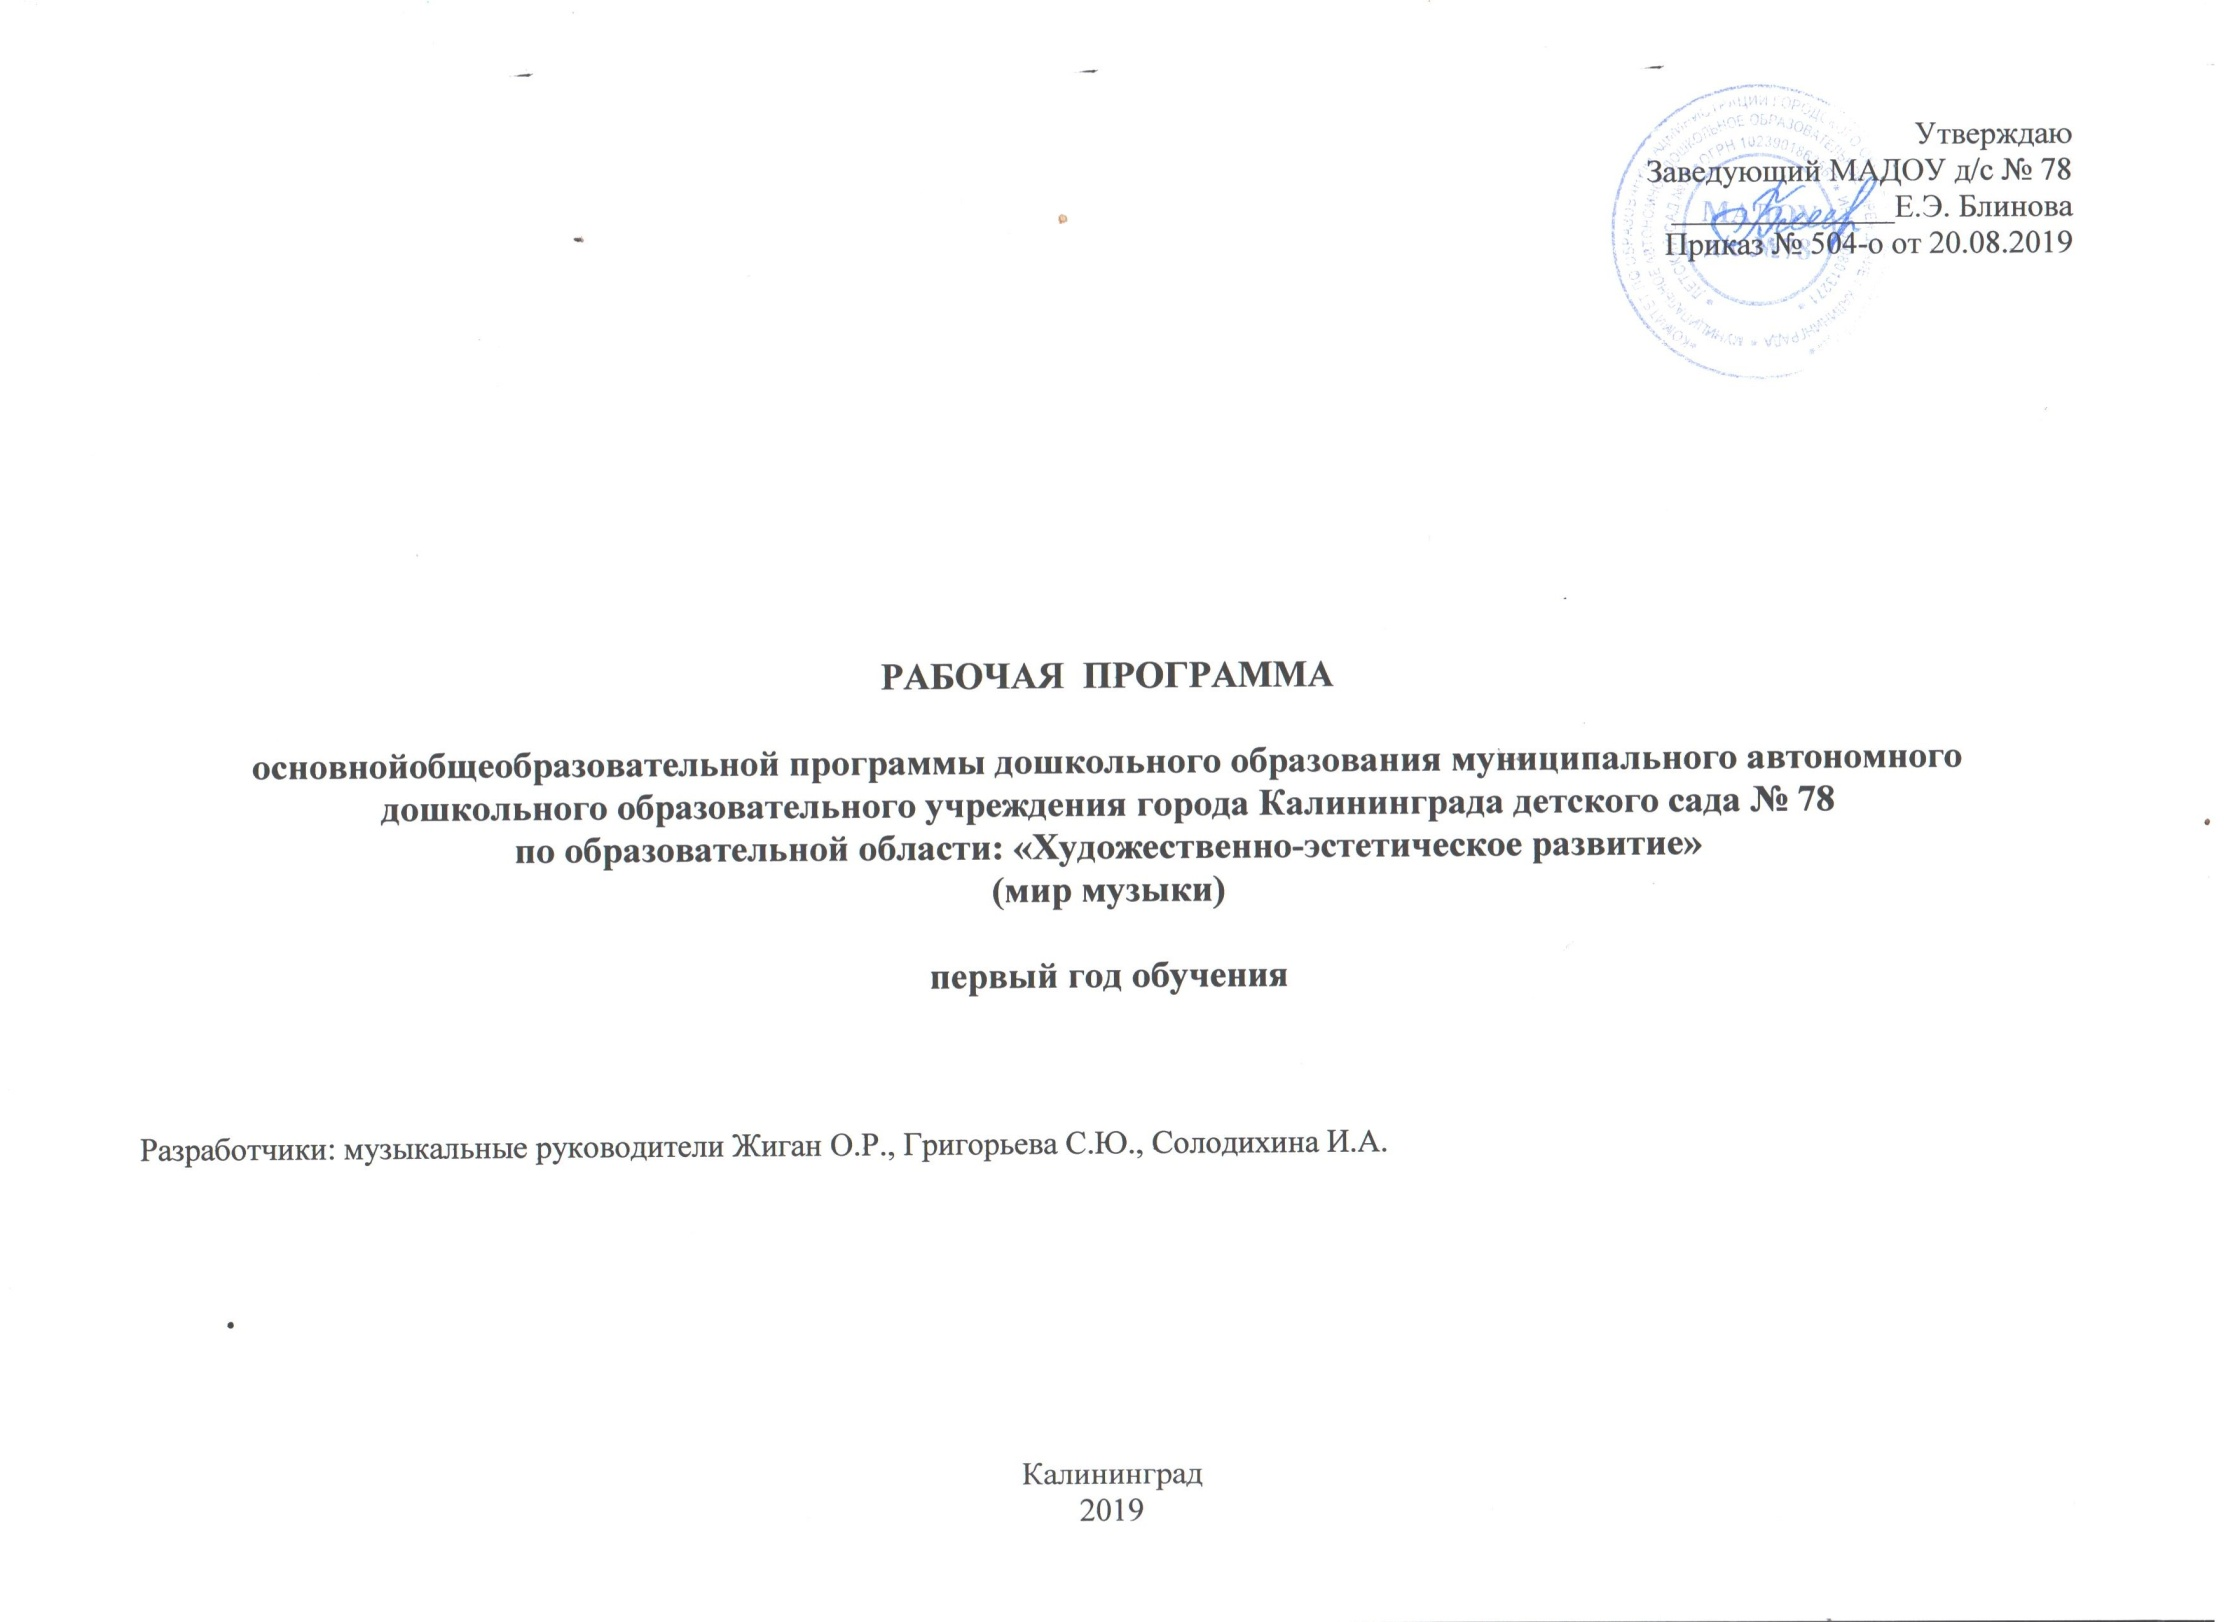 Утверждаю
Заведующий МАДОУ д/с № 78
______________Е.Э. Блинова
Приказ № 504-о от 20.08.2019
РАБОЧАЯ ПРОГРАММА
основнойобщеобразовательной программы дошкольного образования муниципального автономного
дошкольного образовательного учреждения города Калининграда детского сада № 78
по образовательной области: «Художественно-эстетическое развитие»
(мир музыки)
первый год обучения
Разработчики: музыкальные руководители Жиган О.Р., Григорьева С.Ю., Солодихина И.А.
Калининград
2019